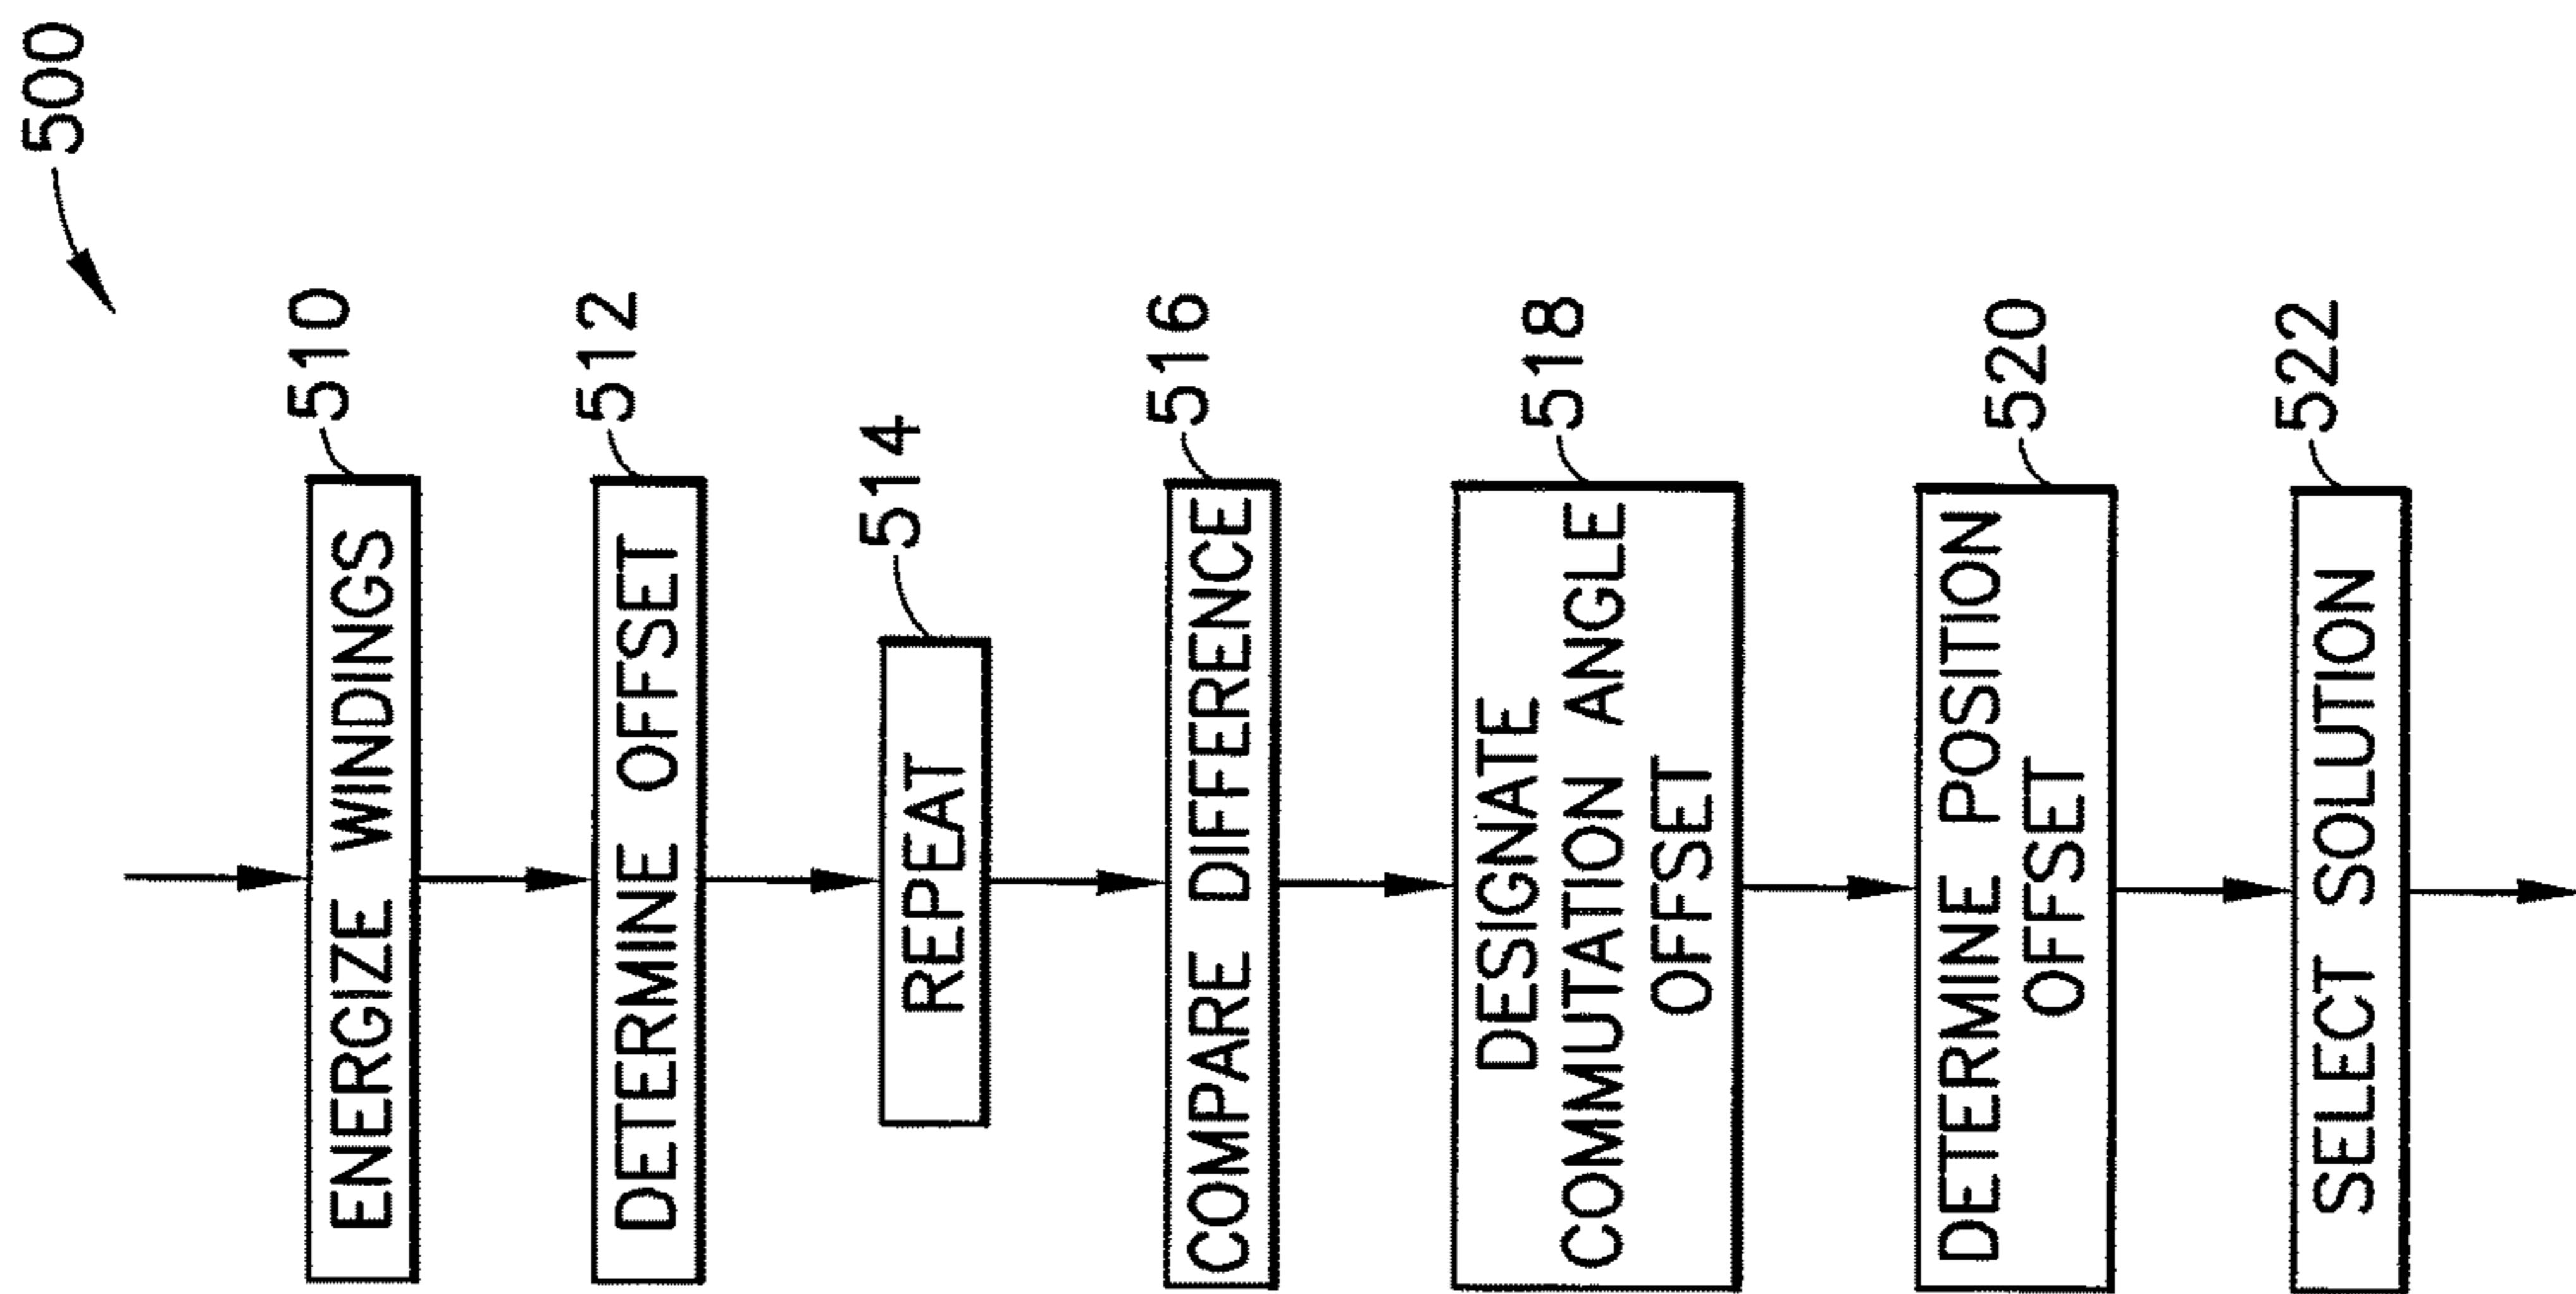 500
510
ENERGIZE WINDINGS
512
DETERMINE OFFSET
514
REPEAT
516
COMPARE DIFFERENCE
518
DESIGNATE
COMMUTATION ANGLE
OFFSET
520
DETERMINE POSITION
OFFSET
522
SELECT SOLUTION